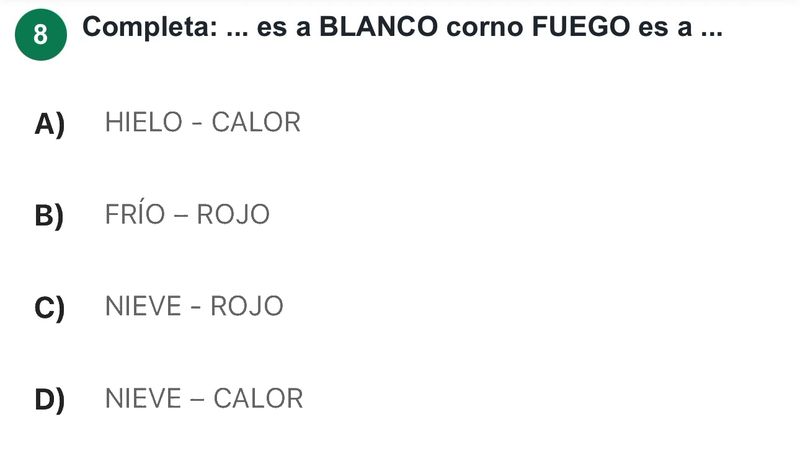 8 Completa: ... es a BLANCO corno FUEGO es a ...
A) HIELO - CALOR
B) FRÍO – ROJO
C) NIEVE - ROJO
D) NIEVE – CALOR